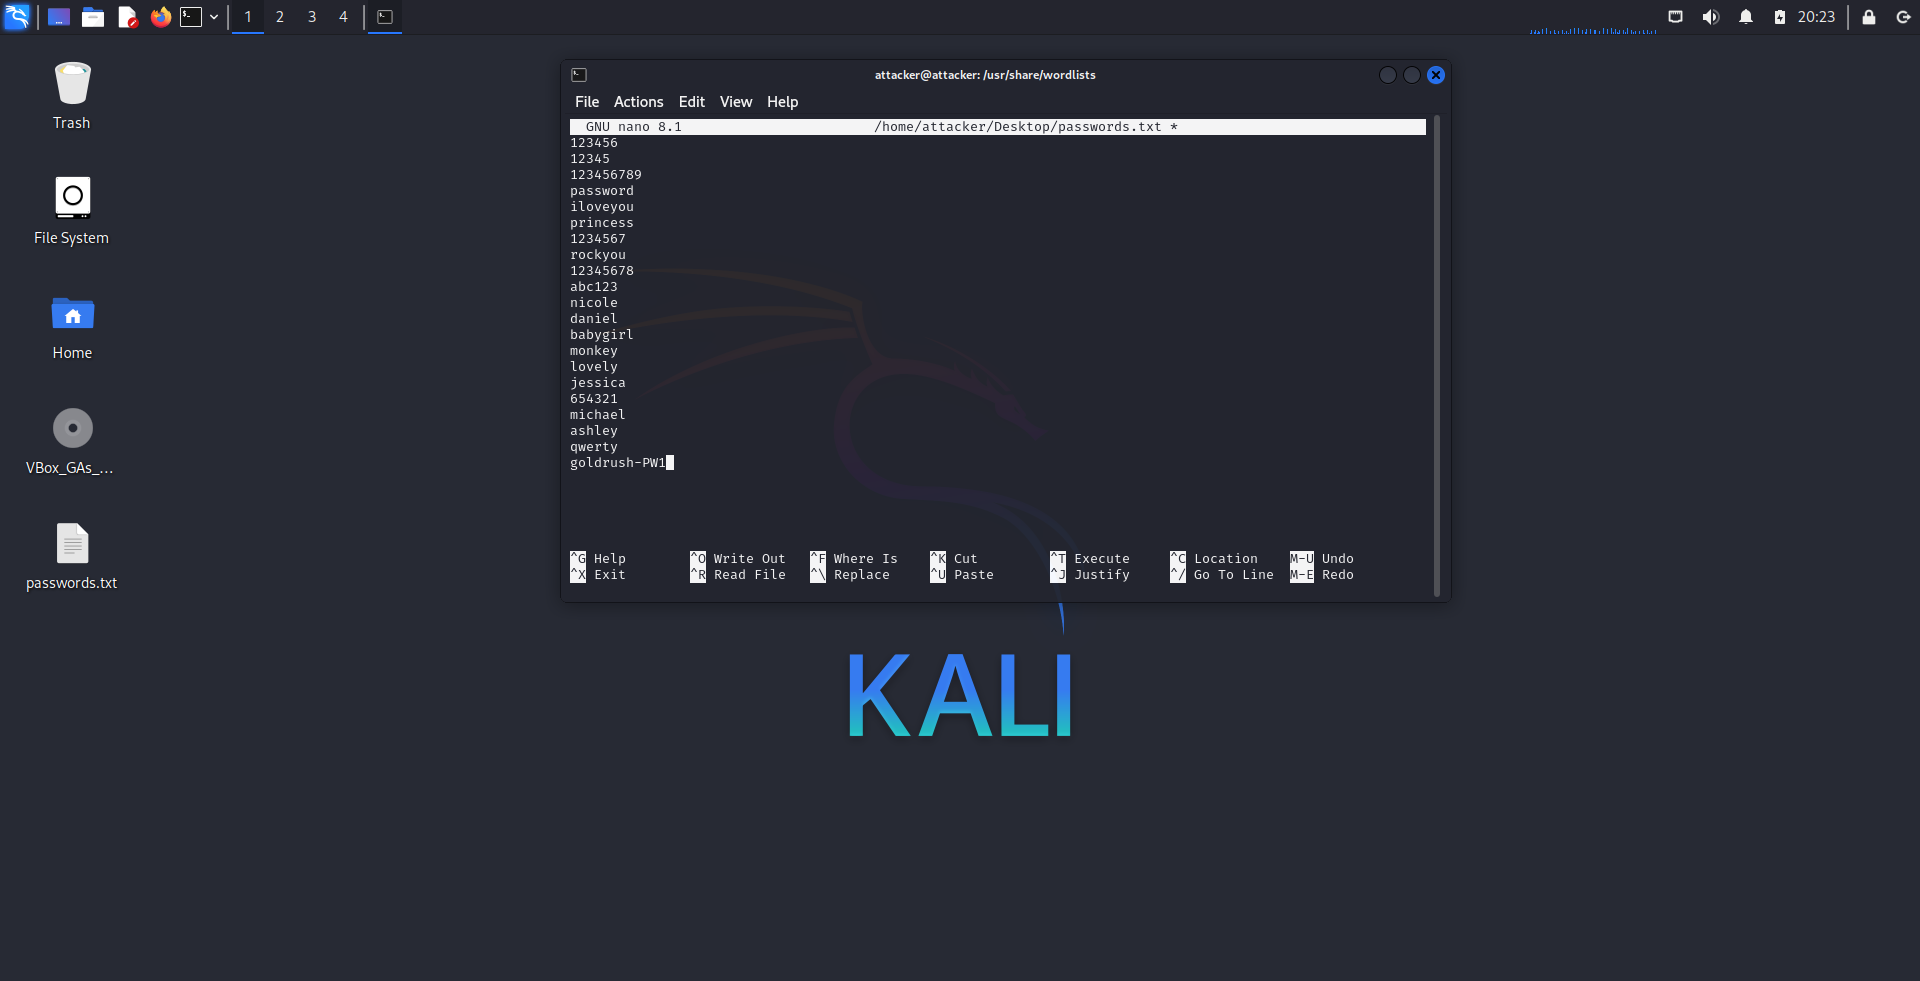 1 2 3 4 20:23
Trash
File System
Home
VBox_GAs_...
passwords.txt
attacker@attacker: /usr/share/wordlists
File Actions Edit View Help
GNU nano 8.1 /home/attacker/Desktop/passwords.txt *
123456
12345
123456789
password
iloveyou
princess
1234567
rockyou
12345678
abc123
nicole
daniel
babygirl
monkey
lovely
jessica
654321
michael
ashley
qwerty
goldrush-PW1
^G Help ^O Write Out ^F Where Is ^K Cut ^T Execute ^C Location M-U Undo
^X Exit ^R Read File ^\ Replace ^U Paste ^J Justify ^/ Go To Line M-E Redo
KALI